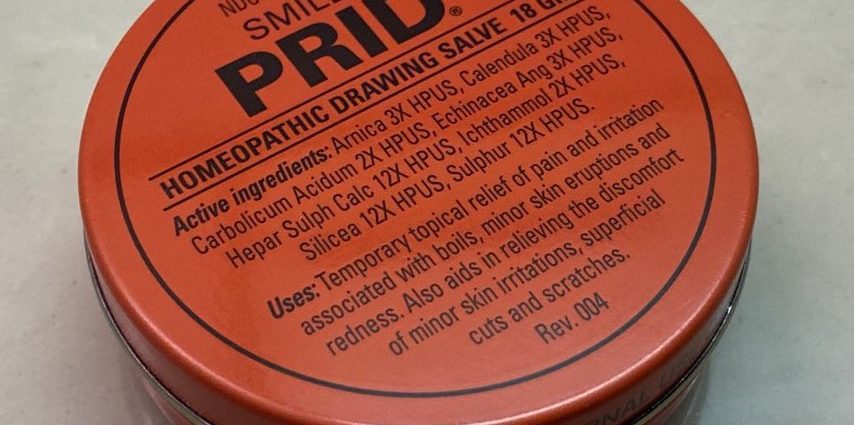 NDC
SMILE
PRID®
HOMEOPATHIC DRAWING SALVE 18 G
Active ingredients: Arnica 3X HPUS, Calendula 3X HPUS,
Carbolicum Acidum 2X HPUS, Echinacea Ang 3X HPUS,
Hepar Sulph Calc 12X HPUS, Ichthammol 2X HPUS,
Silicea 12X HPUS, Sulphur 12X HPUS.
Uses: Temporary topical relief of pain and irritation
associated with boils, minor skin eruptions and
redness. Also aids in relieving the discomfort
of minor skin irritations, superficial
cuts and scratches.
Rev. 004